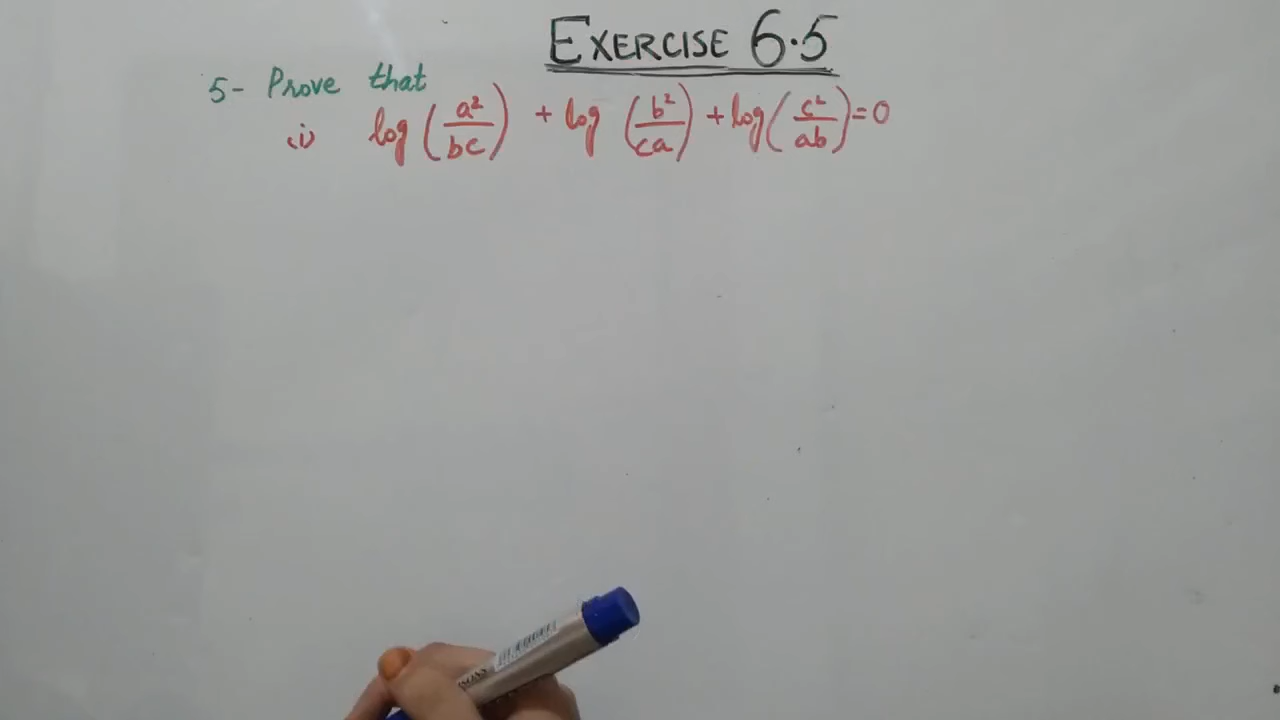 EXERCISE 6.5
5- Prove that
(i) log(a²/bc) + log(b²/ca) + log(c²/ab) = 0